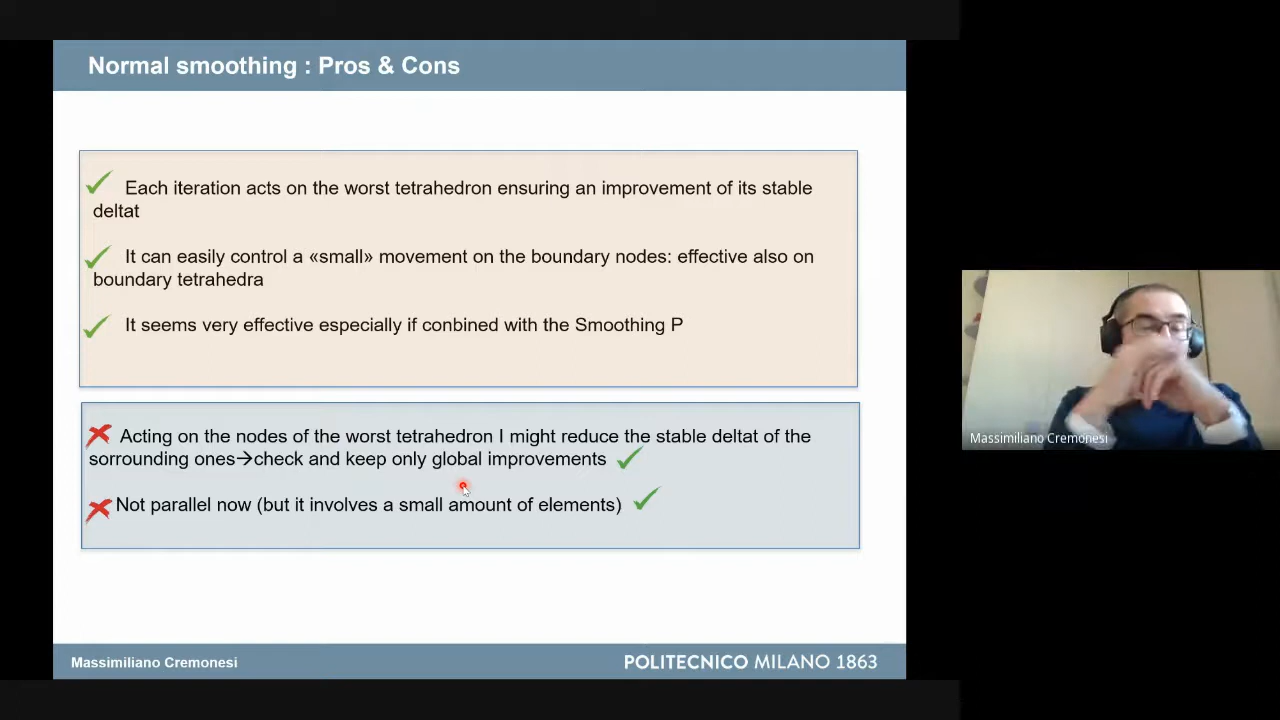 Normal smoothing : Pros & Cons
Each iteration acts on the worst tetrahedron ensuring an improvement of its stable
deltat
It can easily control a «small» movement on the boundary nodes: effective also on
boundary tetrahedra
It seems very effective especially if conbined with the Smoothing P
Acting on the nodes of the worst tetrahedron I might reduce the stable deltat of the
sorrounding ones→check and keep only global improvements
Not parallel now (but it involves a small amount of elements)
Massimiliano Cremonesi
Massimiliano Cremonesi
POLITECNICO MILANO 1863